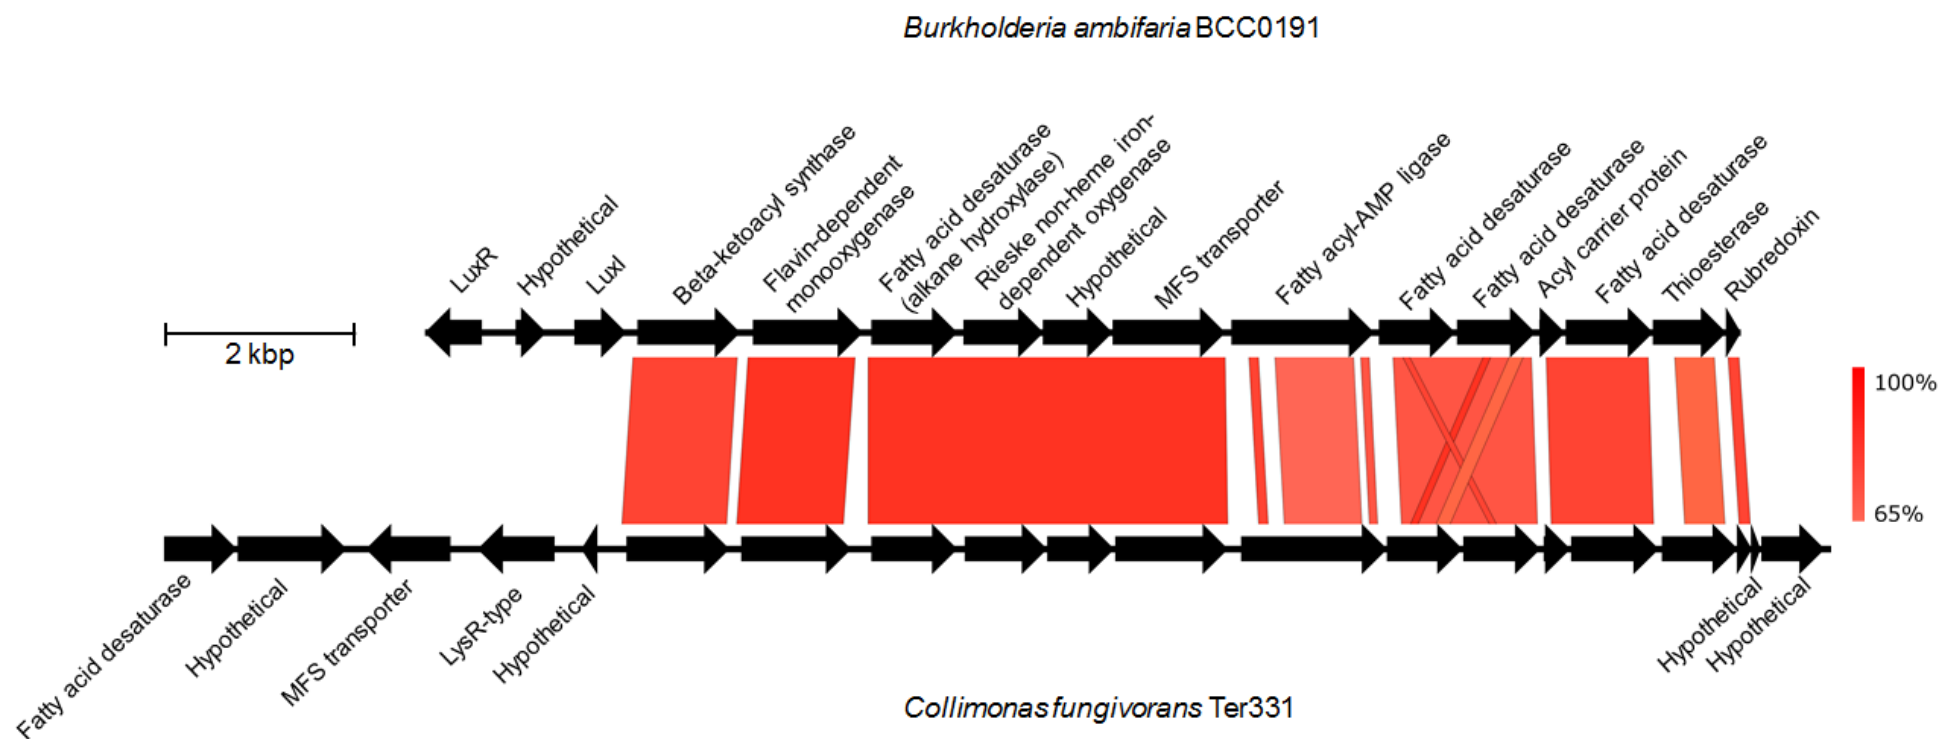 Burkholderia ambifaria BCC0191
LuxR
Hypothetical
LuxI
Beta-ketoacyl synthase
Flavin-dependent
monooxygenase
Fatty acid desaturase
(alkane hydroxylase)
Rieske non-heme iron-
dependent oxygenase
Hypothetical
MFS transporter
Fatty acyl-AMP ligase
Fatty acid desaturase
Fatty acid desaturase
Acyl carrier protein
Fatty acid desaturase
Thioesterase
Rubredoxin
2 kbp
100%
65%
Fatty acid desaturase
Hypothetical
MFS transporter
LysR-type
Hypothetical
Hypothetical
Hypothetical
Collimonas fungivorans Ter331